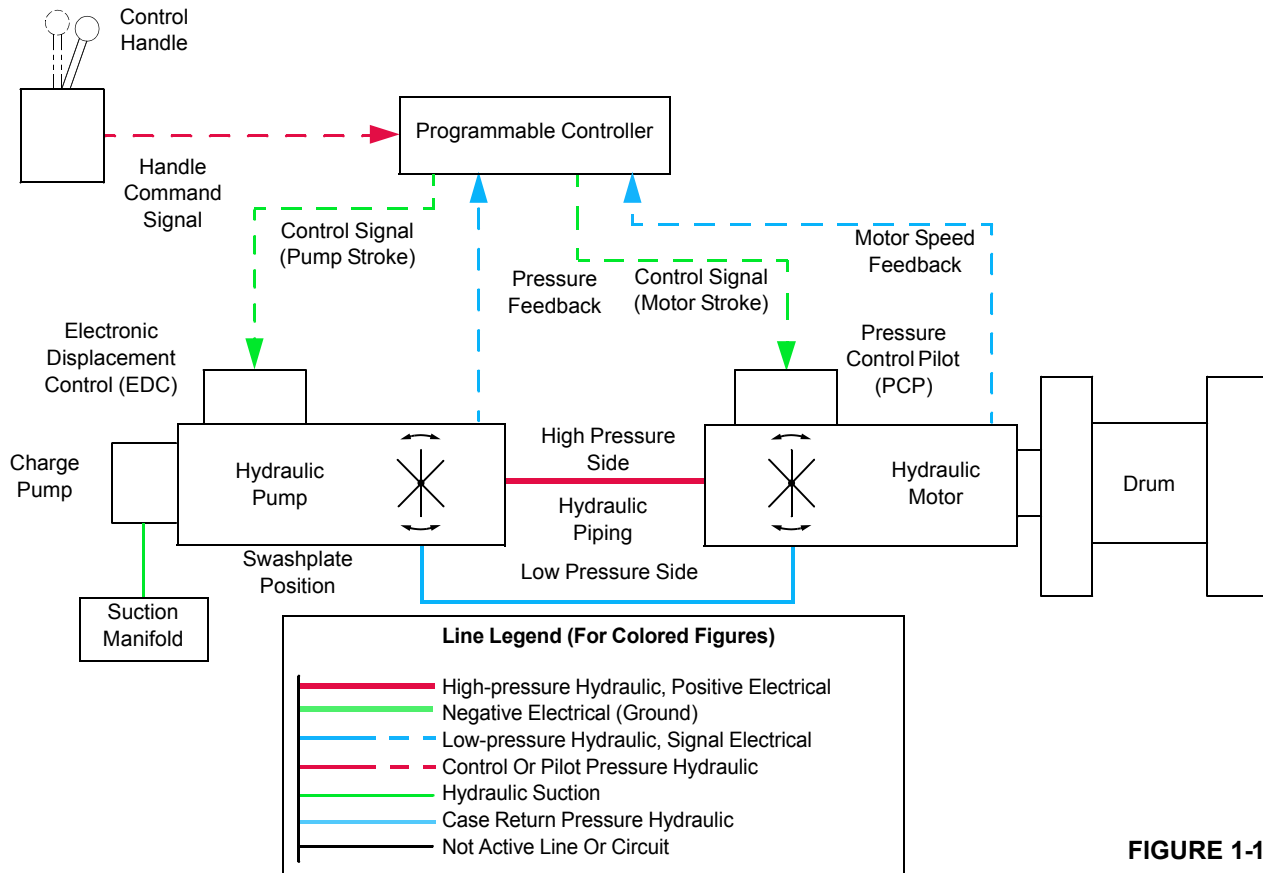 Control
Handle
Programmable Controller
Handle
Command
Signal
Control Signal
(Pump Stroke)
Pressure
Feedback
Control Signal
(Motor Stroke)
Motor Speed
Feedback
Electronic
Displacement
Control (EDC)
Pressure
Control Pilot
(PCP)
Charge
Pump
Hydraulic
Pump
High Pressure
Side
Hydraulic
Piping
Hydraulic
Motor
Drum
Swashplate
Position
Low Pressure Side
Suction
Manifold
Line Legend (For Colored Figures)
High-pressure Hydraulic, Positive Electrical
Negative Electrical (Ground)
Low-pressure Hydraulic, Signal Electrical
Control Or Pilot Pressure Hydraulic
Hydraulic Suction
Case Return Pressure Hydraulic
Not Active Line Or Circuit
FIGURE 1-1